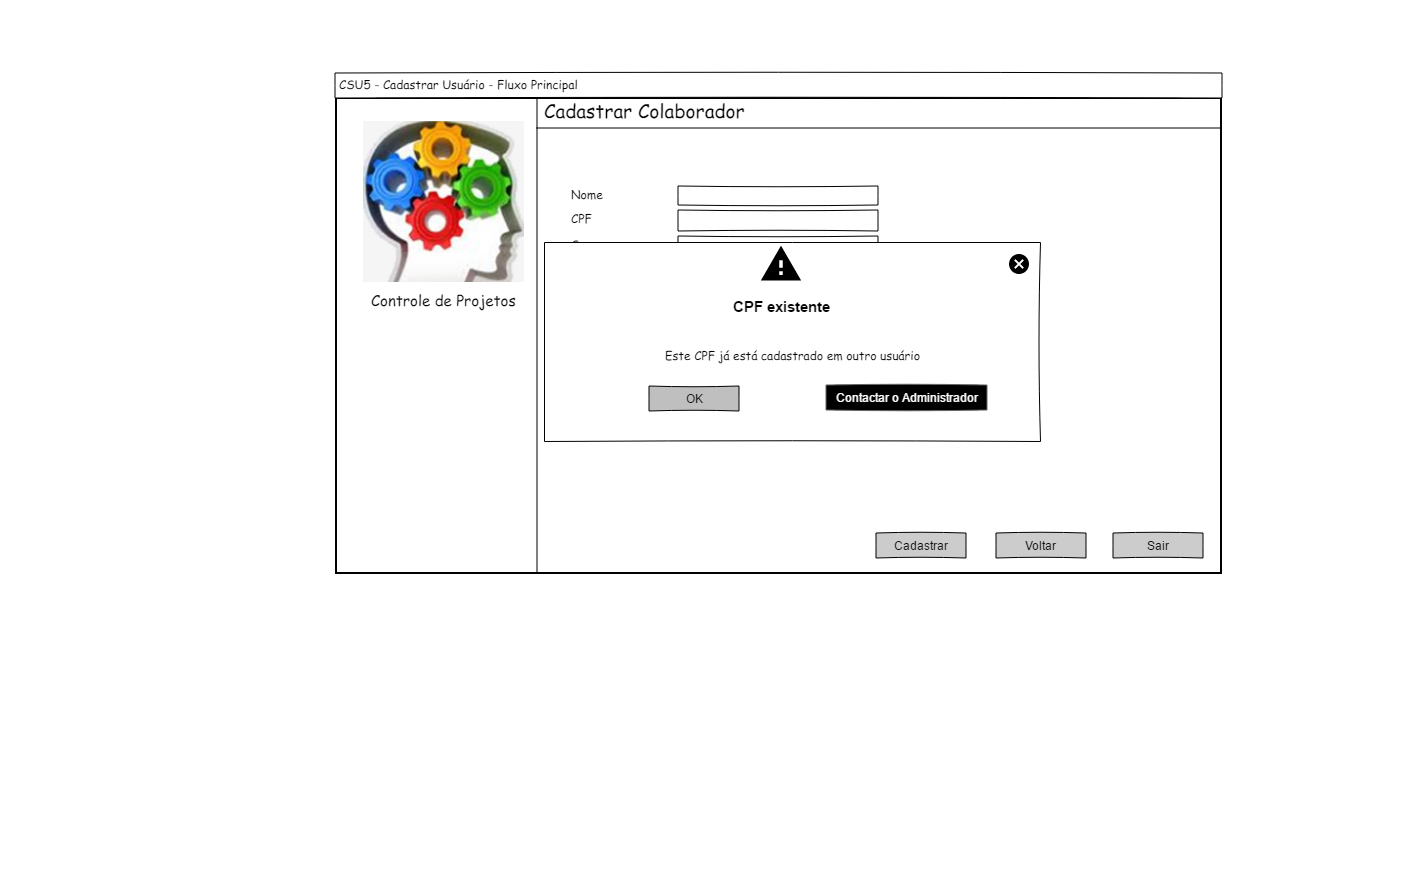 CSU5 - Cadastrar Usuário - Fluxo Principal
Cadastrar Colaborador
Controle de Projetos
Nome
CPF
CPF existente
Este CPF já está cadastrado em outro usuário
OK
Contactar o Administrador
Cadastrar
Voltar
Sair